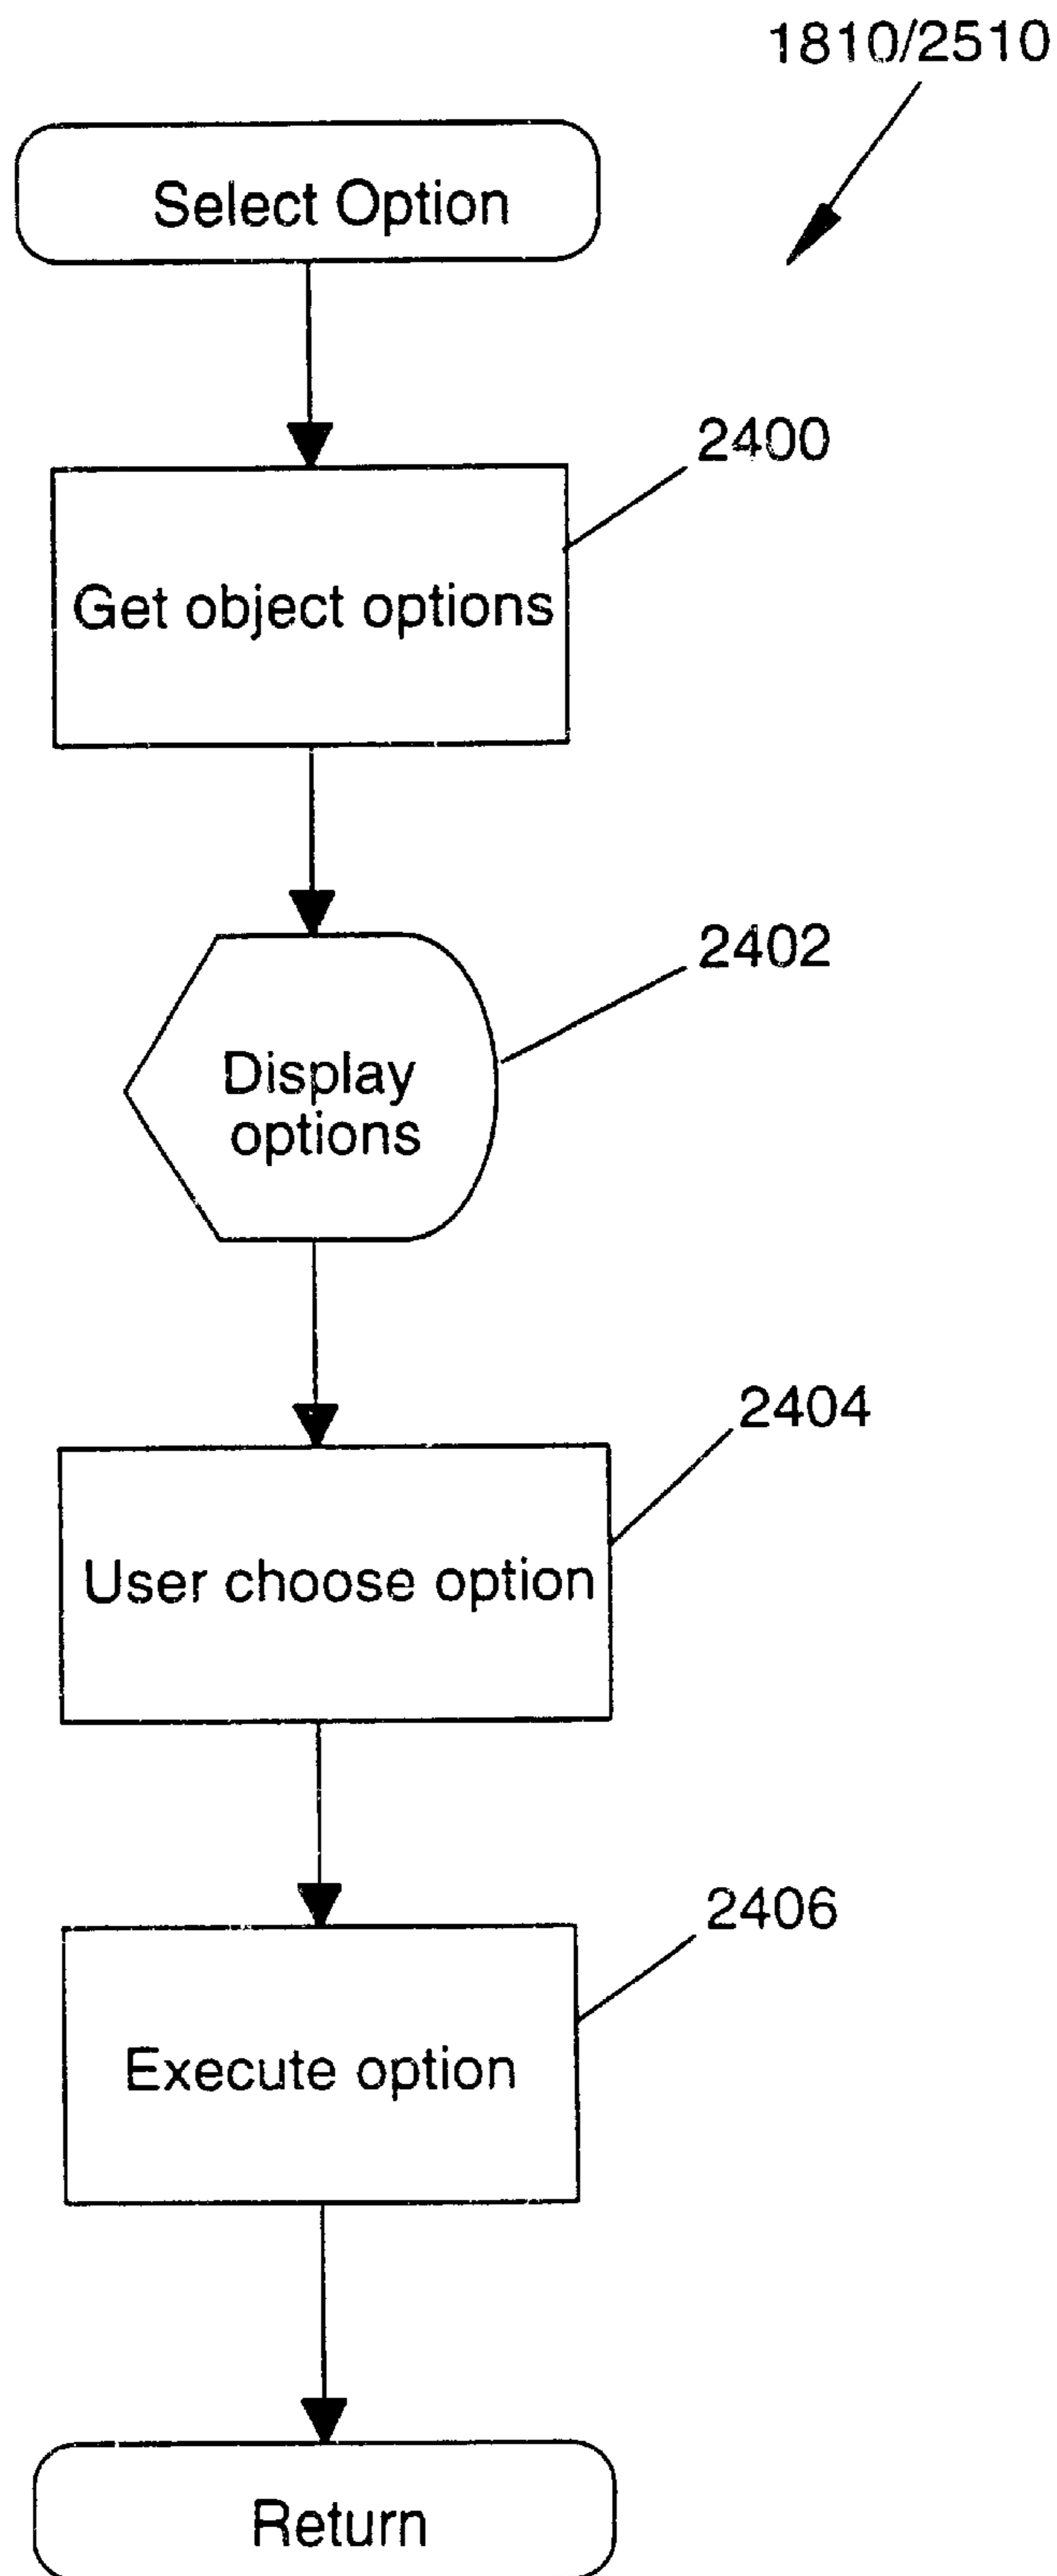 1810/2510
Select Option
2400
Get object options
2402
Display
options
2404
User choose option
2406
Execute option
Return